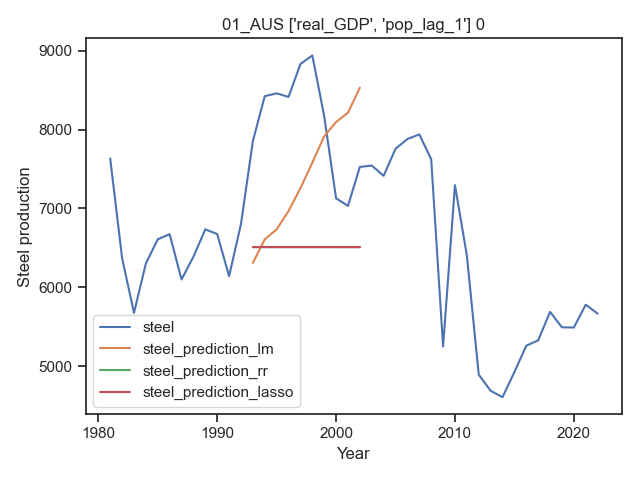 01_AUS ['real_GDP', 'pop_lag_1'] 0
9000
8000
7000
6000
5000
Steel production
steel
steel_prediction_lm
steel_prediction_rr
steel_prediction_lasso
1980
1990
2000
2010
2020
Year